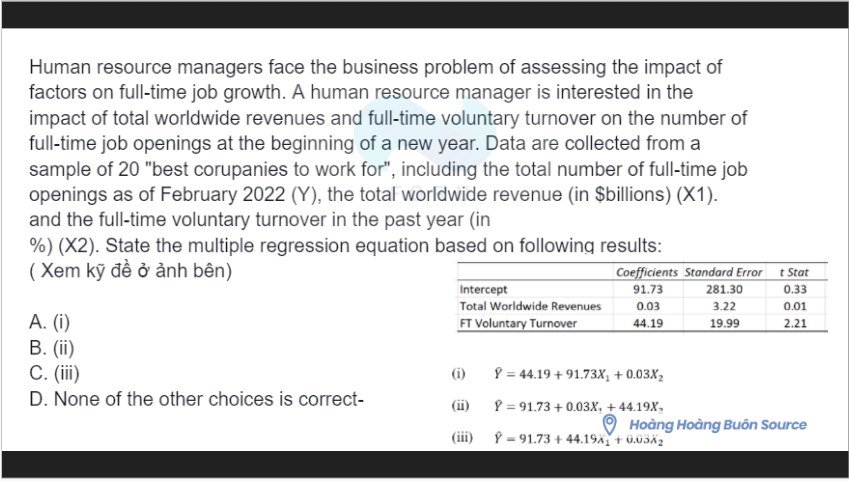 Human resource managers face the business problem of assessing the impact of
factors on full-time job growth. A human resource manager is interested in the
impact of total worldwide revenues and full-time voluntary turnover on the number of
full-time job openings at the beginning of a new year. Data are collected from a
sample of 20 "best corupanies to work for", including the total number of full-time job
openings as of February 2022 (Y), the total worldwide revenue (in $billions) (X1).
and the full-time voluntary turnover in the past year (in
%) (X2). State the multiple regression equation based on following results:
( Xem kỹ đề ở ảnh bên)
Coefficients Standard Error t Stat
Intercept 91.73 281.30 0.33
Total Worldwide Revenues 0.03 3.22 0.01
FT Voluntary Turnover 44.19 19.99 2.21
A. (i)
B. (ii)
C. (iii)
D. None of the other choices is correct-
(i) Ŷ = 44.19 + 91.73X₁ + 0.03X₂
(ii) Ŷ = 91.73 + 0.03X₁ + 44.19X₂
Hoàng Hoàng Buôn Source
(iii) Ŷ = 91.73 + 44.19X₁ + 0.03X₂